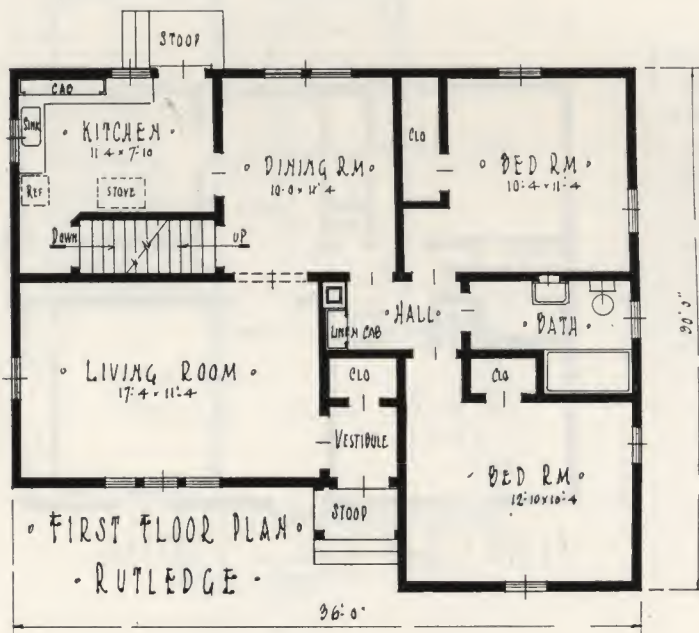 STOOP
CAB
SINK
· KITCHEN ·
11-4 × 7-10
REF
STOVE
DOWN
UP
DINING RM
10-0 × 11-4
CLO
· BED RM ·
10-4 × 11-4
· HALL ·
LINEN CAB
· BATH ·
30'-0"
· LIVING ROOM ·
17-4 × 11-4
CLO
VESTIBULE
STOOP
CLO
BED RM ·
12-10 × 10-4
· FIRST FLOOR PLAN ·
· RUTLEDGE ·
36'-0"